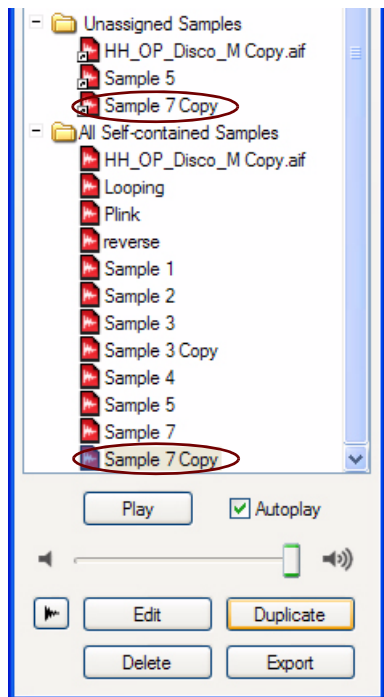 Unassigned Samples
HH_OP_Disco_M Copy.aif
Sample 5
Sample 7 Copy
All Self-contained Samples
HH_OP_Disco_M Copy.aif
Looping
Plink
reverse
Sample 1
Sample 2
Sample 3
Sample 3 Copy
Sample 4
Sample 5
Sample 7
Sample 7 Copy
Play Autoplay
Edit Duplicate
Delete Export